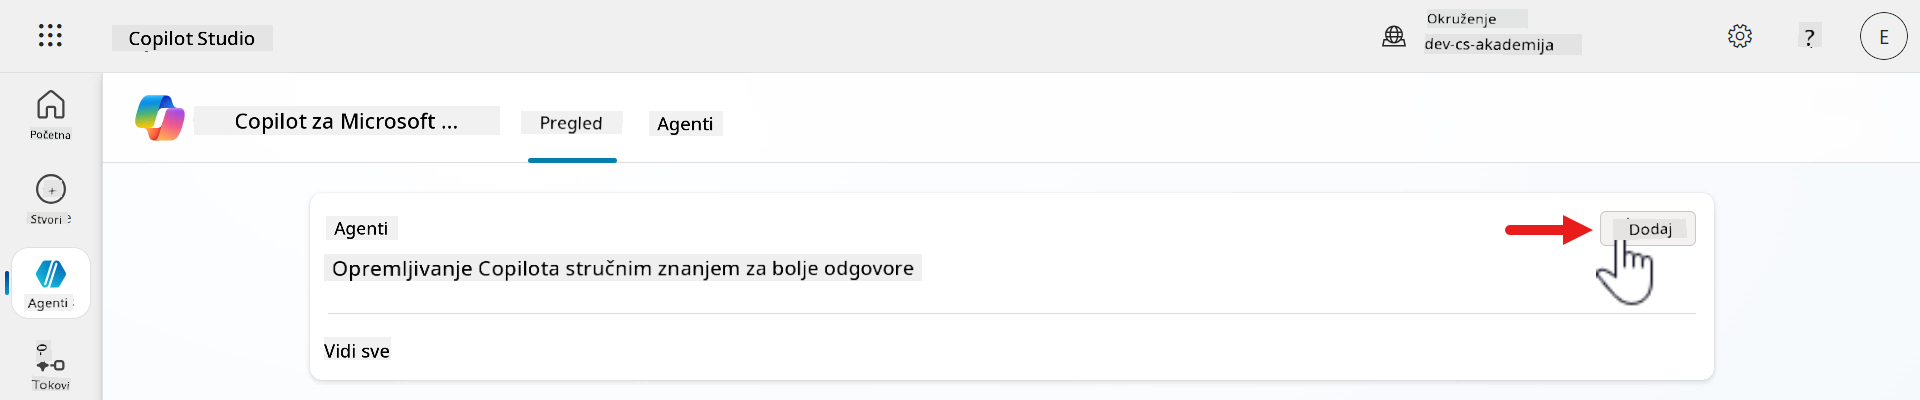 Copilot Studio
Okruženje
dev-cs-akademija
?
E
Početna
Stvori
Agenti
Tokovi
Copilot za Microsoft ...
Pregled
Agenti
Agenti
Dodaj
Opremljivanje Copilota stručnim znanjem za bolje odgovore
Vidi sve